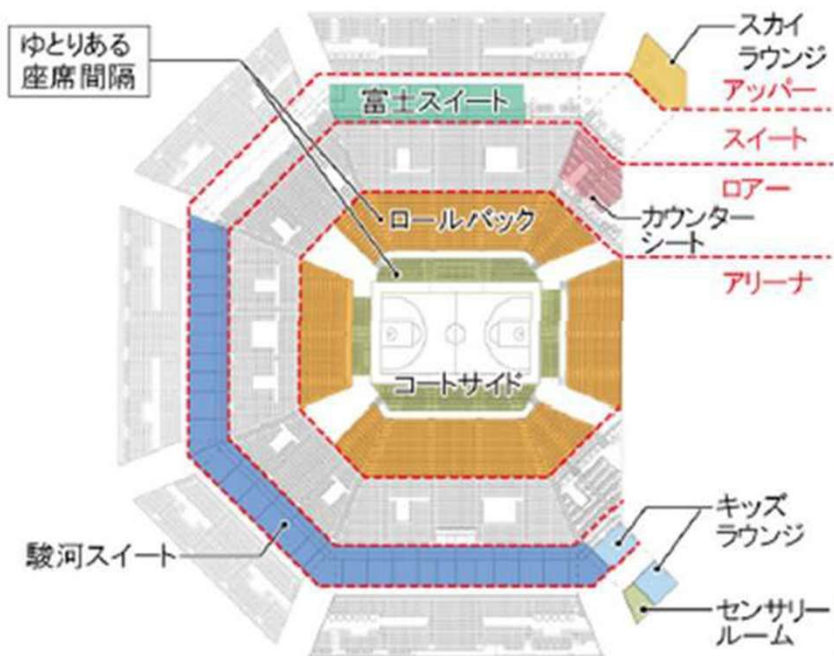 ゆとりある
座席間隔
スカイ
ラウンジ
アッパー
富士スイート
スイート
ロアー
ロールバック
カウンター
シート
アリーナ
コートサイド
キッズ
ラウンジ
駿河スイート
センサリー
ルーム